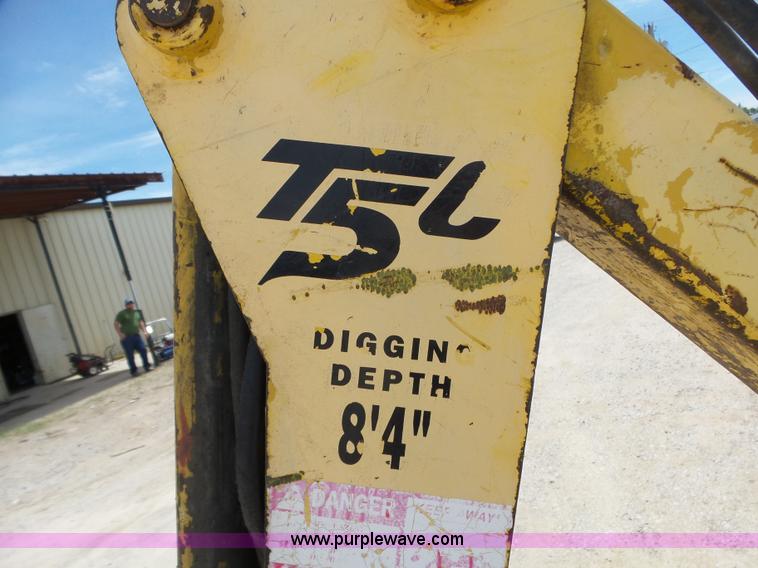 T5C
DIGGIN
DEPTH
8'4"
DANGER
www.purplewave.com